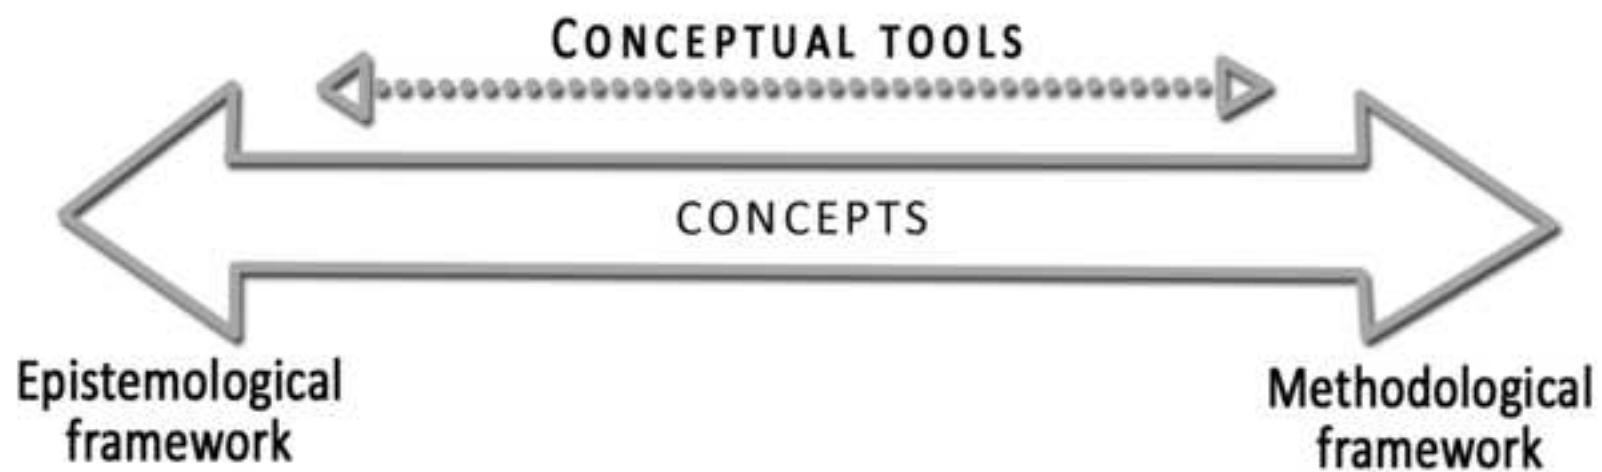 CONCEPTUAL TOOLS
CONCEPTS
Epistemological
framework
Methodological
framework